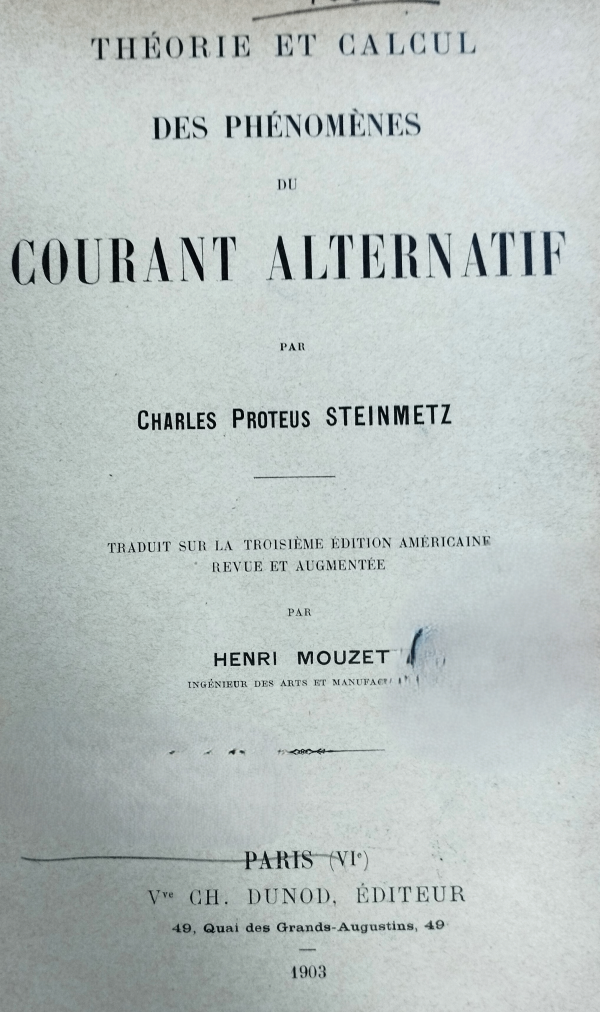 THÉORIE ET CALCUL
DES PHÉNOMÈNES
DU
COURANT ALTERNATIF
PAR
CHARLES PROTEUS STEINMETZ
TRADUIT SUR LA TROISIÈME ÉDITION AMÉRICAINE
REVUE ET AUGMENTÉE
PAR
HENRI MOUZET
INGÉNIEUR DES ARTS ET
PARIS (VIe)
Vve CH. DUNOD, ÉDITEUR
49, Quai des Grands-Augustins, 49
1903